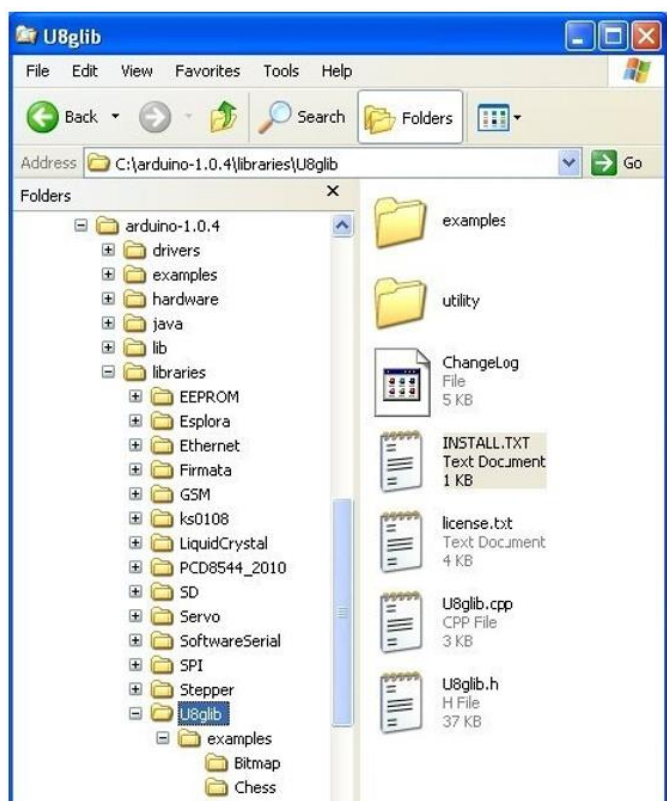 U8glib
File Edit View Favorites Tools Help
Back Search Folders
Address C:\arduino-1.0.4\libraries\U8glib Go
Folders
arduino-1.0.4
drivers
examples
hardware
java
lib
libraries
EEPROM
Esplora
Ethernet
Firmata
GSM
ks0108
LiquidCrystal
PCD8544_2010
SD
Servo
SoftwareSerial
SPI
Stepper
U8glib
examples
Bitmap
Chess
examples
utility
ChangeLog
File
5 KB
INSTALL.TXT
Text Document
1 KB
license.txt
Text Document
4 KB
U8glib.cpp
CPP File
3 KB
U8glib.h
H File
37 KB